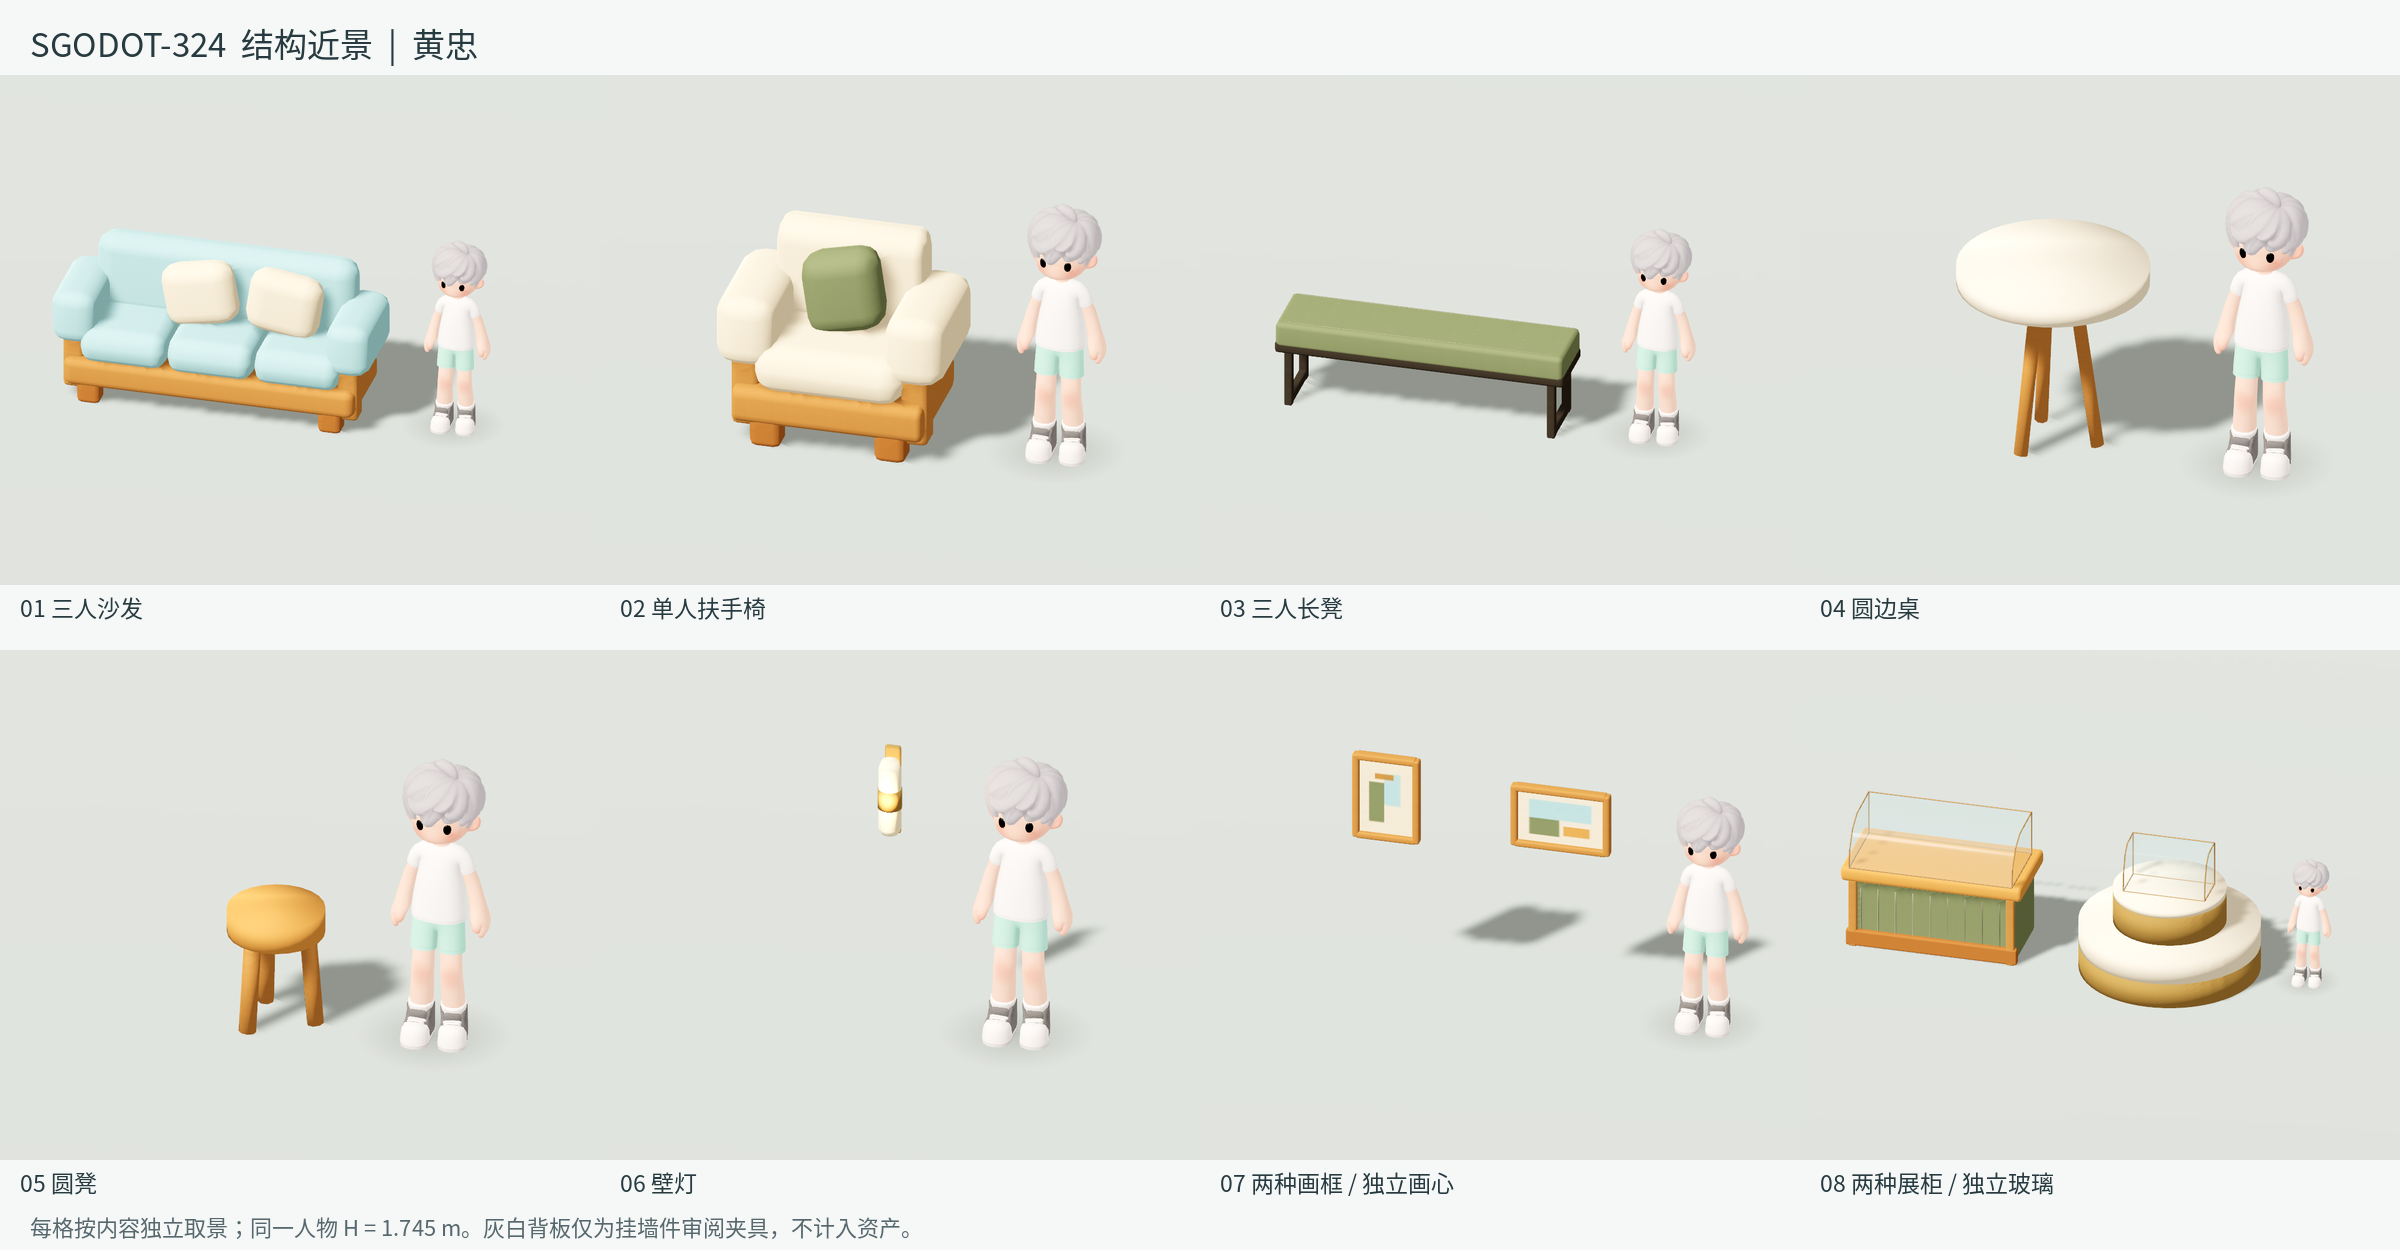 SGODOT-324 结构近景 | 黄忠
01 三人沙发
02 单人扶手椅
03 三人长凳
04 圆边桌
05 圆凳
06 壁灯
07 两种画框 / 独立画心
08 两种展柜 / 独立玻璃
每格按内容独立取景；同一人物 H = 1.745 m。灰白背板仅为挂墙件审阅夹具，不计入资产。